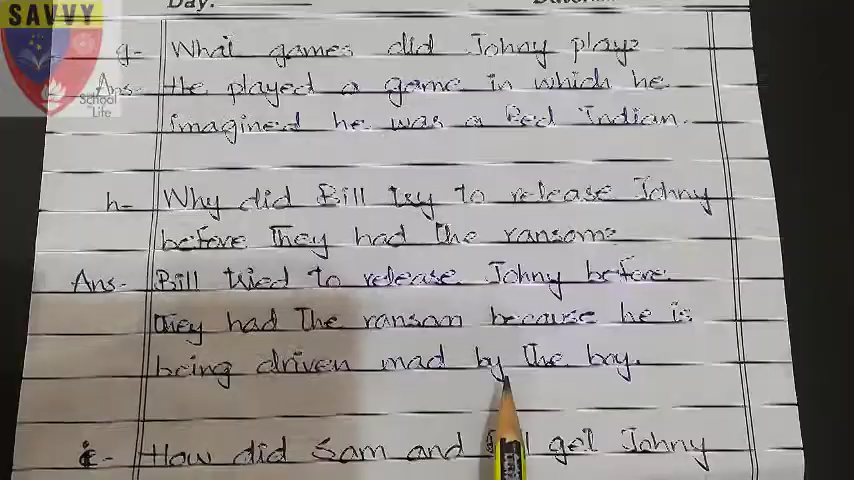 SAVVY
School of Life
Day:
g- What games did Johny play?
Ans- He played a game in which he
imagined he was a Red Indian.
h- Why did Bill try to release Johny
before they had the ransom?
Ans- Bill tried to release Johny before
they had the ransom because he is
being driven mad by the boy.
i- How did Sam and get Johny